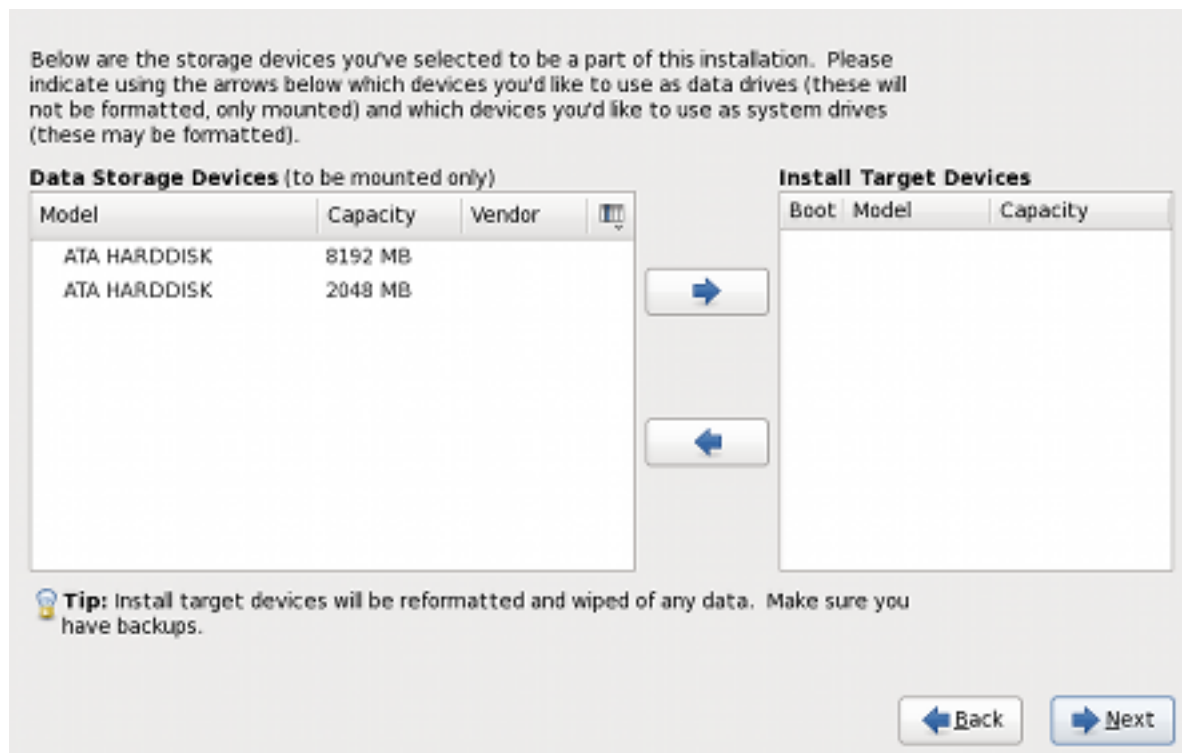 Below are the storage devices you've selected to be a part of this installation.  Please
indicate using the arrows below which devices you'd like to use as data drives (these will
not be formatted, only mounted) and which devices you'd like to use as system drives
(these may be formatted).
Data Storage Devices (to be mounted only)
Install Target Devices
Model Capacity Vendor
Boot Model Capacity
ATA HARDDISK 8192 MB
ATA HARDDISK 2048 MB
Tip: Install target devices will be reformatted and wiped of any data.  Make sure you
have backups.
Back
Next